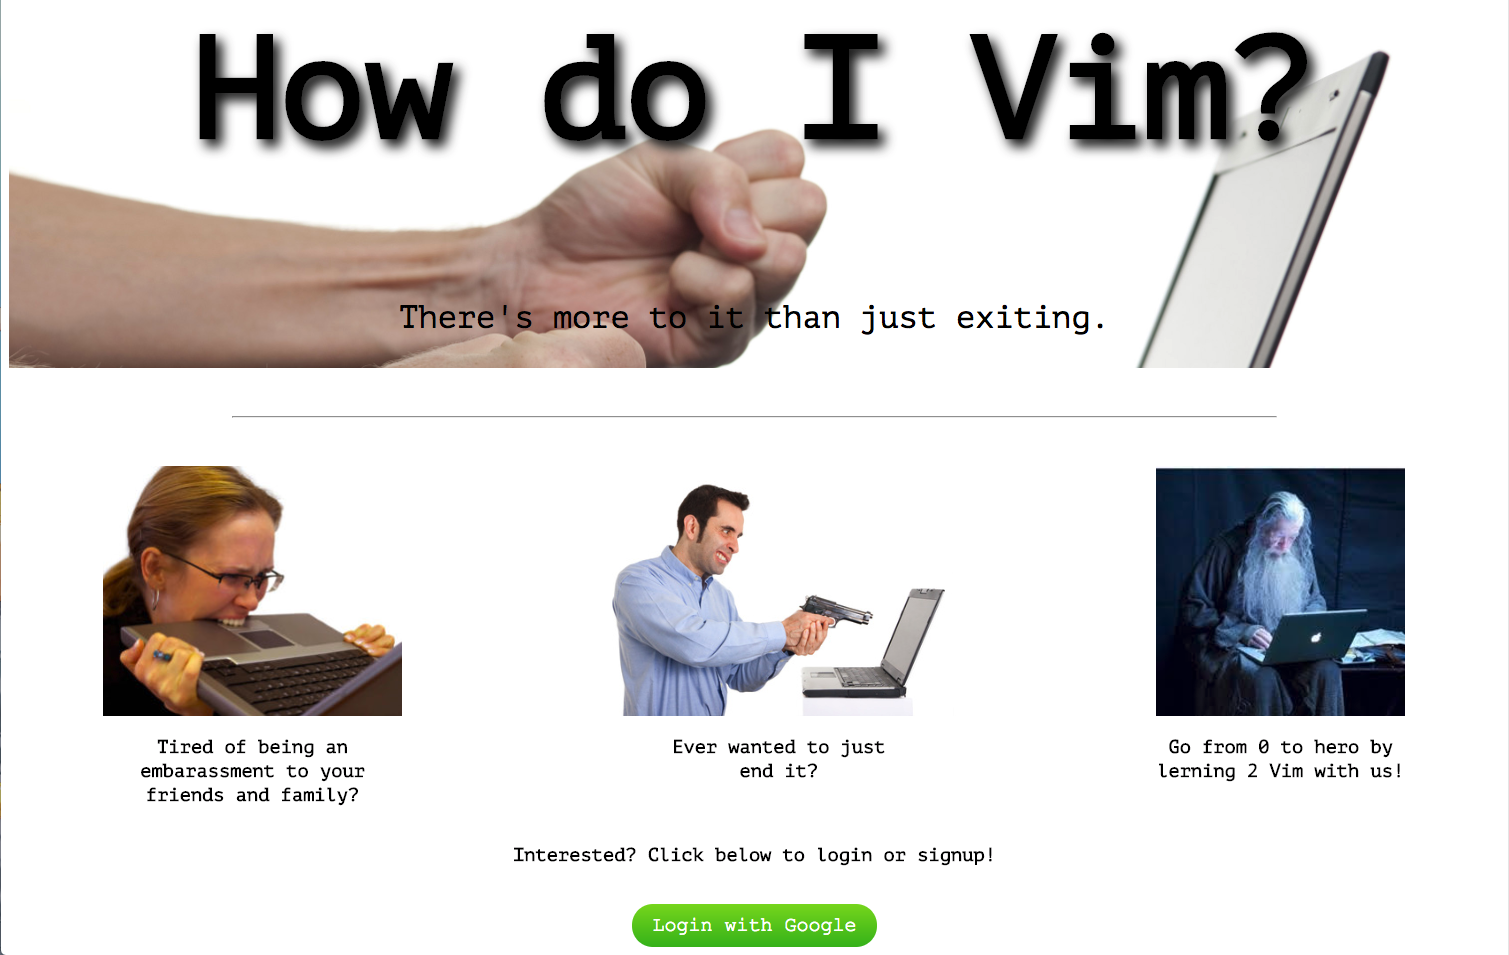 How do I Vim?
There's more to it than just exiting.
Tired of being an
embarassment to your
friends and family?
Ever wanted to just
end it?
Go from 0 to hero by
lerning 2 Vim with us!
Interested? Click below to login or signup!
Login with Google